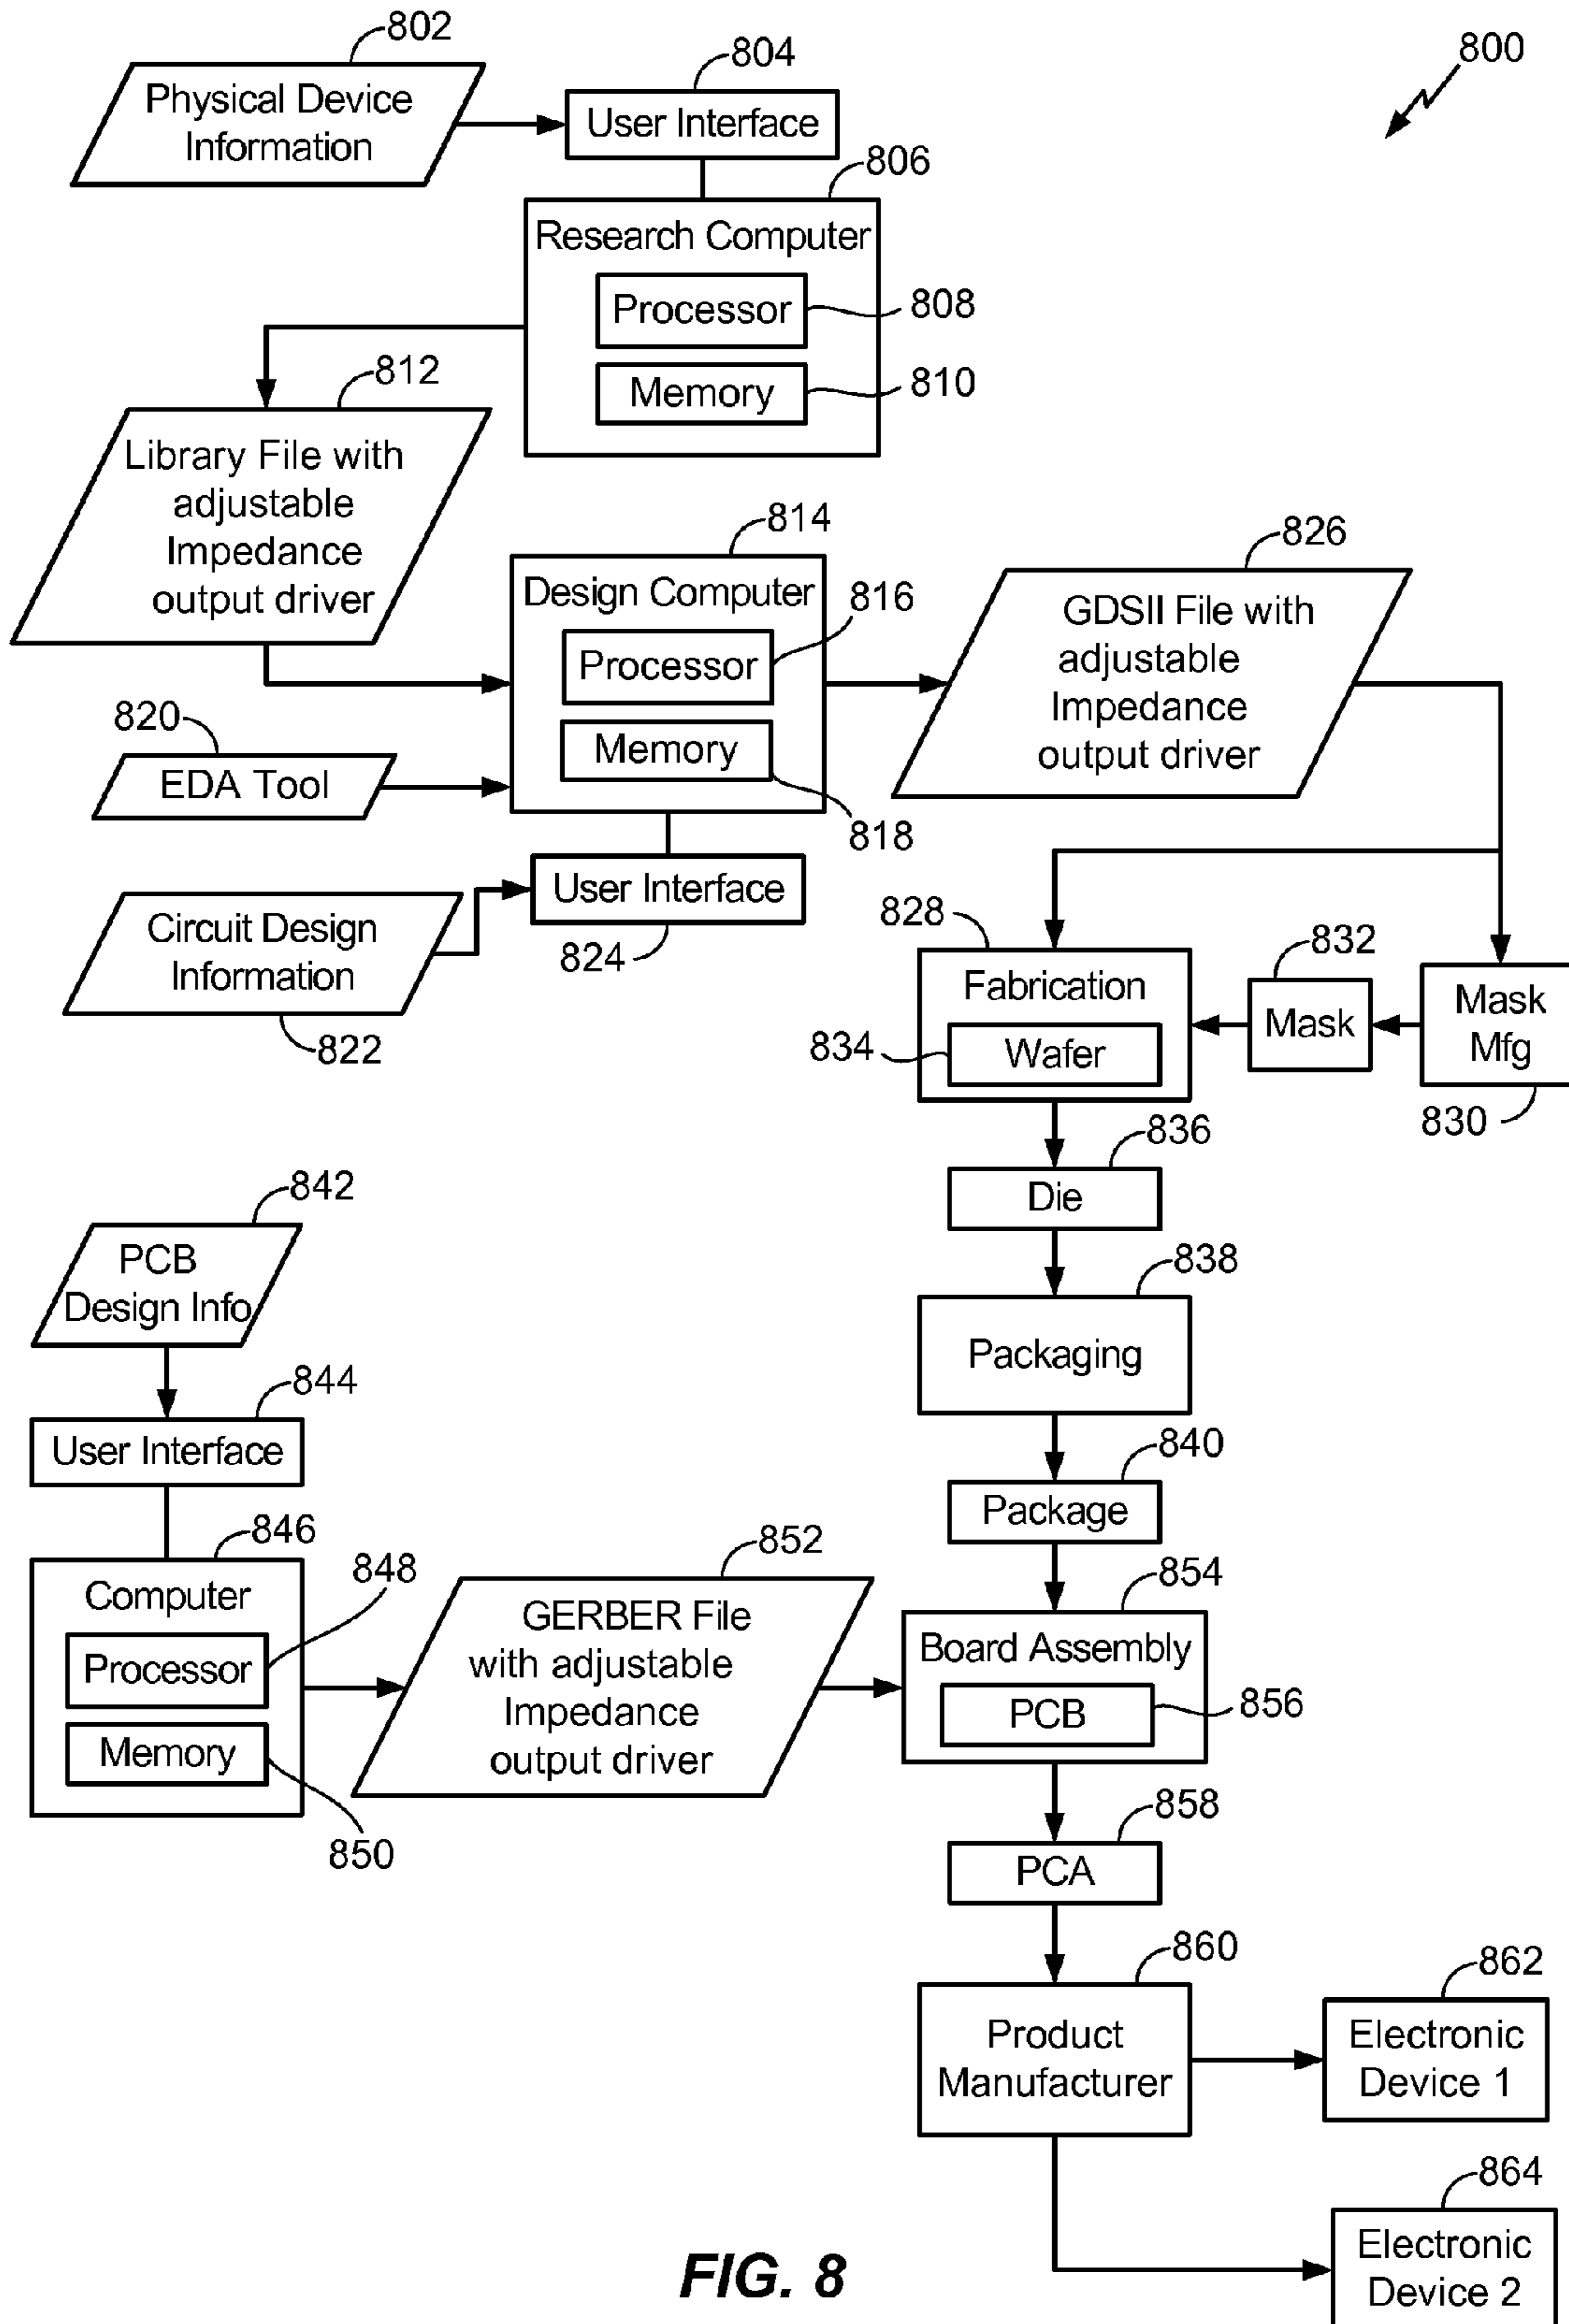 802
Physical Device
Information
804
User Interface
800
806
Research Computer
Processor
808
Memory
810
812
Library File with
adjustable
Impedance
output driver
814
Design Computer
816
Processor
Memory
818
820
EDA Tool
Circuit Design
Information
822
User Interface
824
826
GDSII File with
adjustable
Impedance
output driver
828
Fabrication
834
Wafer
832
Mask
Mask
Mfg
830
836
Die
838
Packaging
840
Package
842
PCB
Design Info
844
User Interface
846
Computer
848
Processor
Memory
850
852
GERBER File
with adjustable
Impedance
output driver
854
Board Assembly
PCB
856
858
PCA
860
Product
Manufacturer
862
Electronic
Device 1
864
Electronic
Device 2
FIG. 8